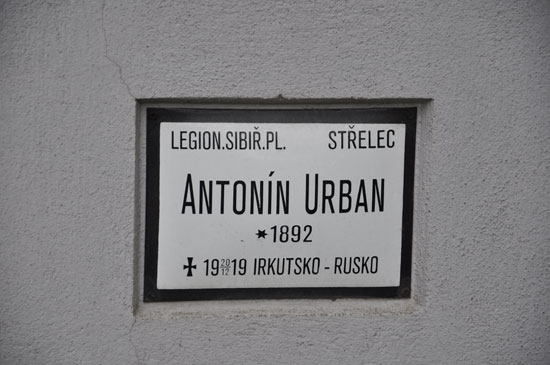 LEGION.SIBIŘ.PL. STŘELEC
ANTONÍN URBAN
*1892
✝ 19 20/12 19 IRKUTSKO - RUSKO